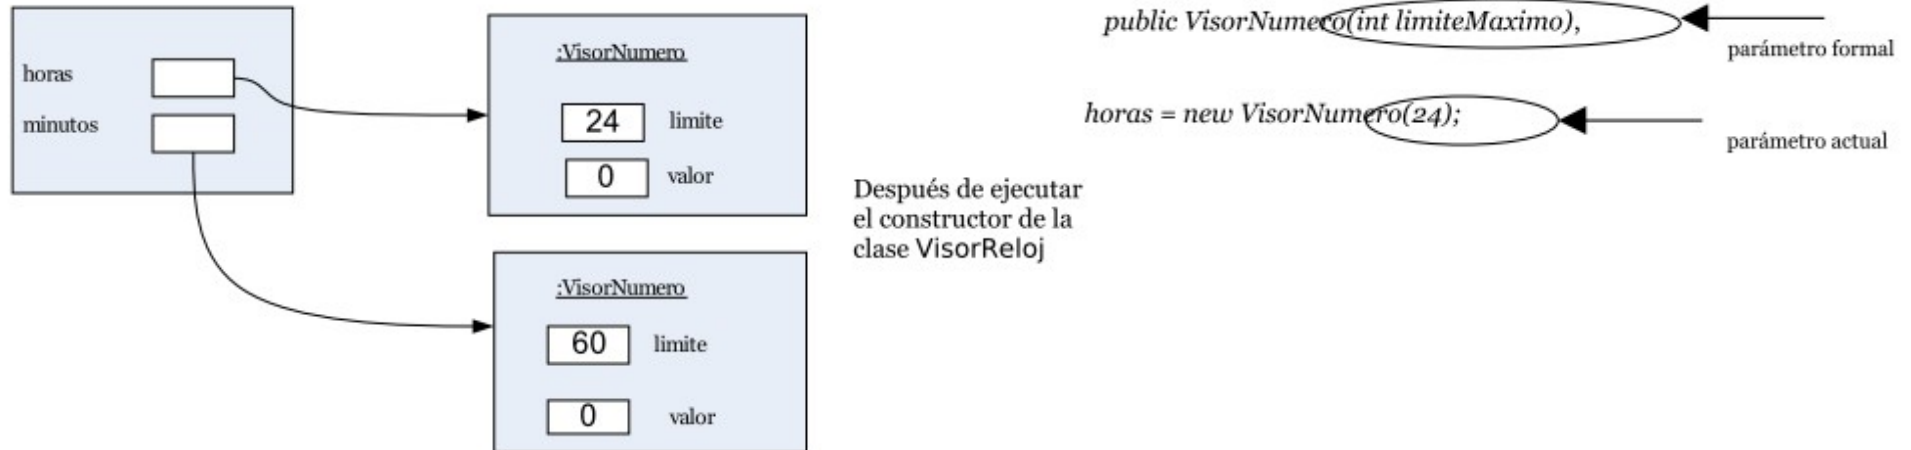 horas
minutos
:VisorNumero
24 limite
0 valor
:VisorNumero
60 limite
0 valor
Después de ejecutar
el constructor de la
clase VisorReloj
public VisorNumero(int limiteMaximo),
parámetro formal
horas = new VisorNumero(24);
parámetro actual